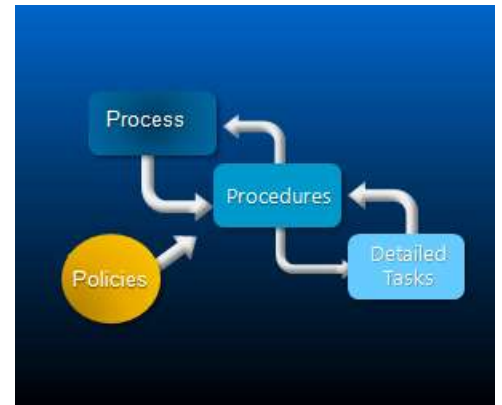 Process
Procedures
Policies
Detailed
Tasks